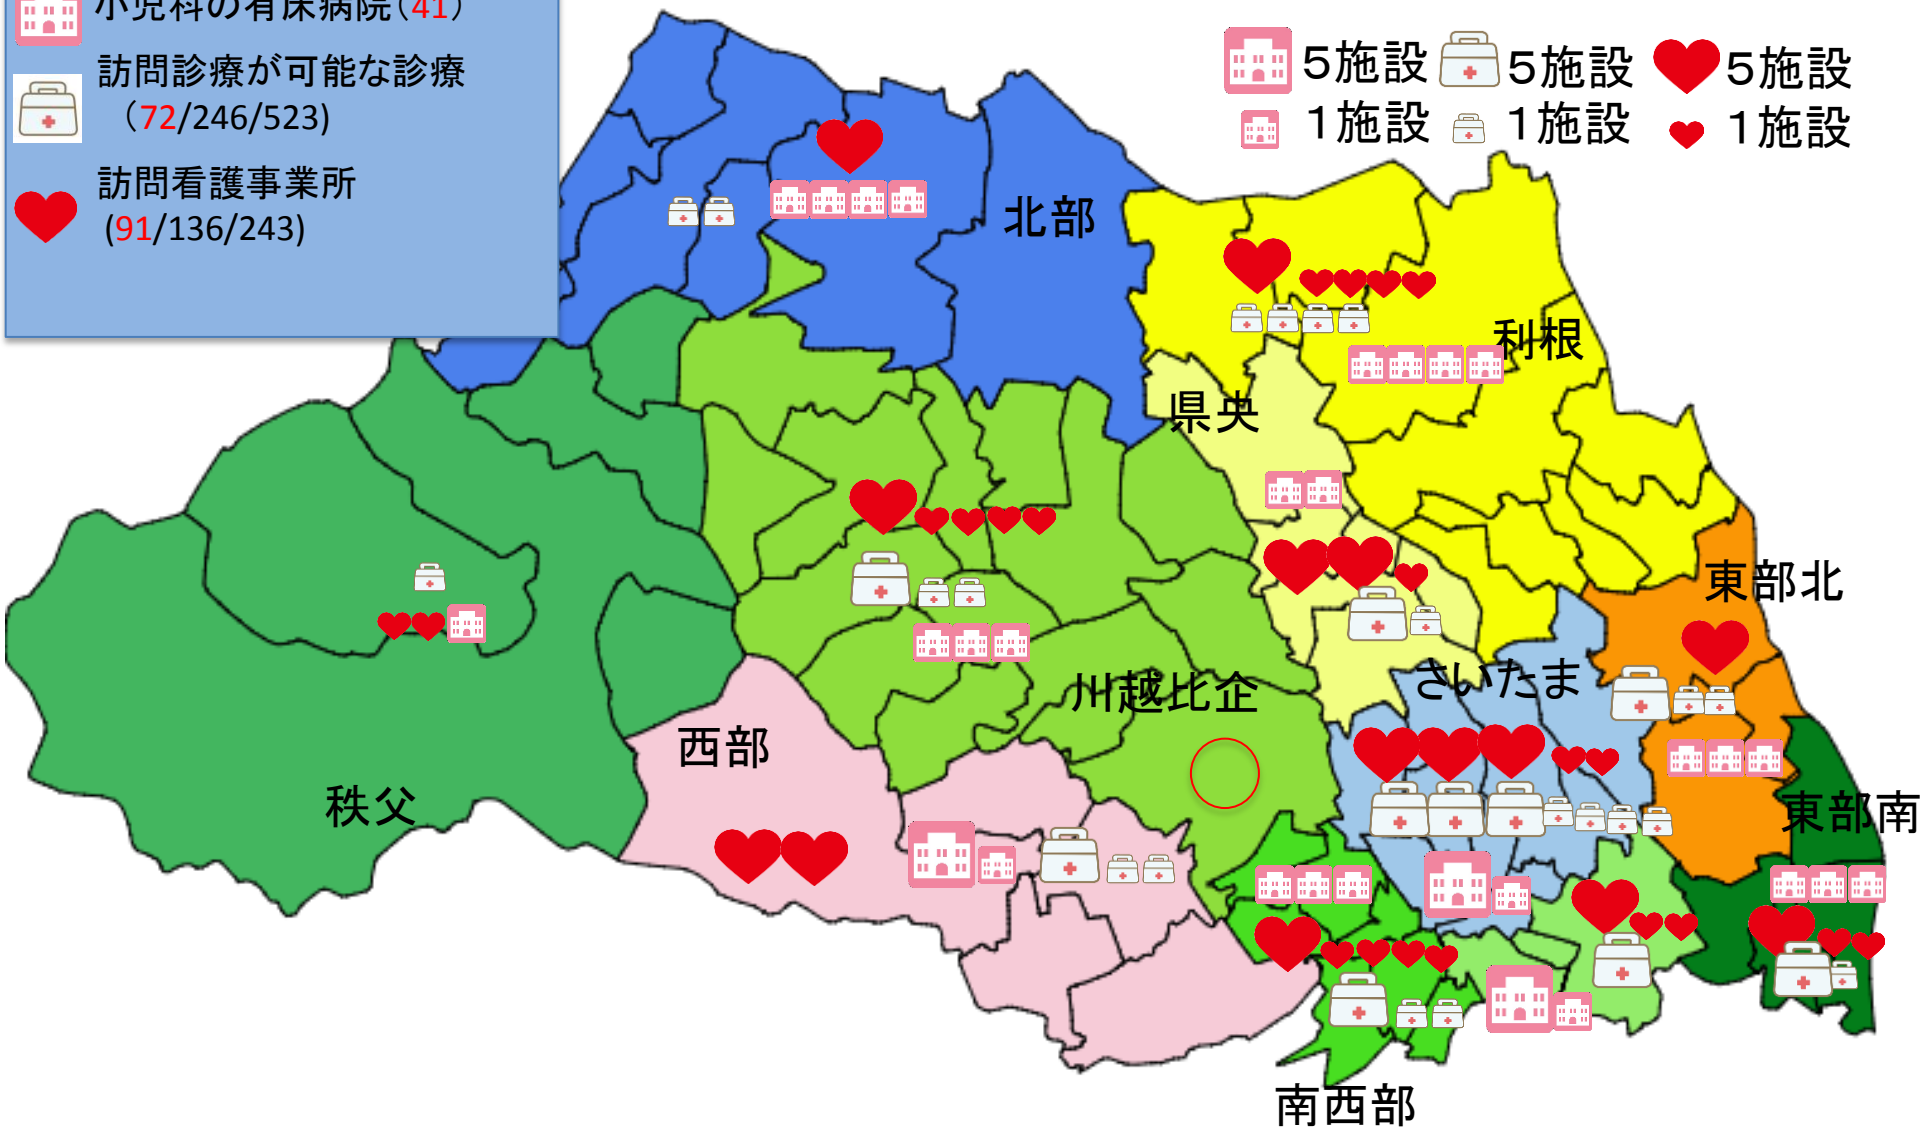 小児科の有床病院(41)
訪問診療が可能な診療
(72/246/523)
訪問看護事業所
(91/136/243)
5施設 5施設 5施設
1施設 1施設 1施設
北部
利根
県央
東部北
さいたま
川越比企
西部
秩父
東部南
南西部